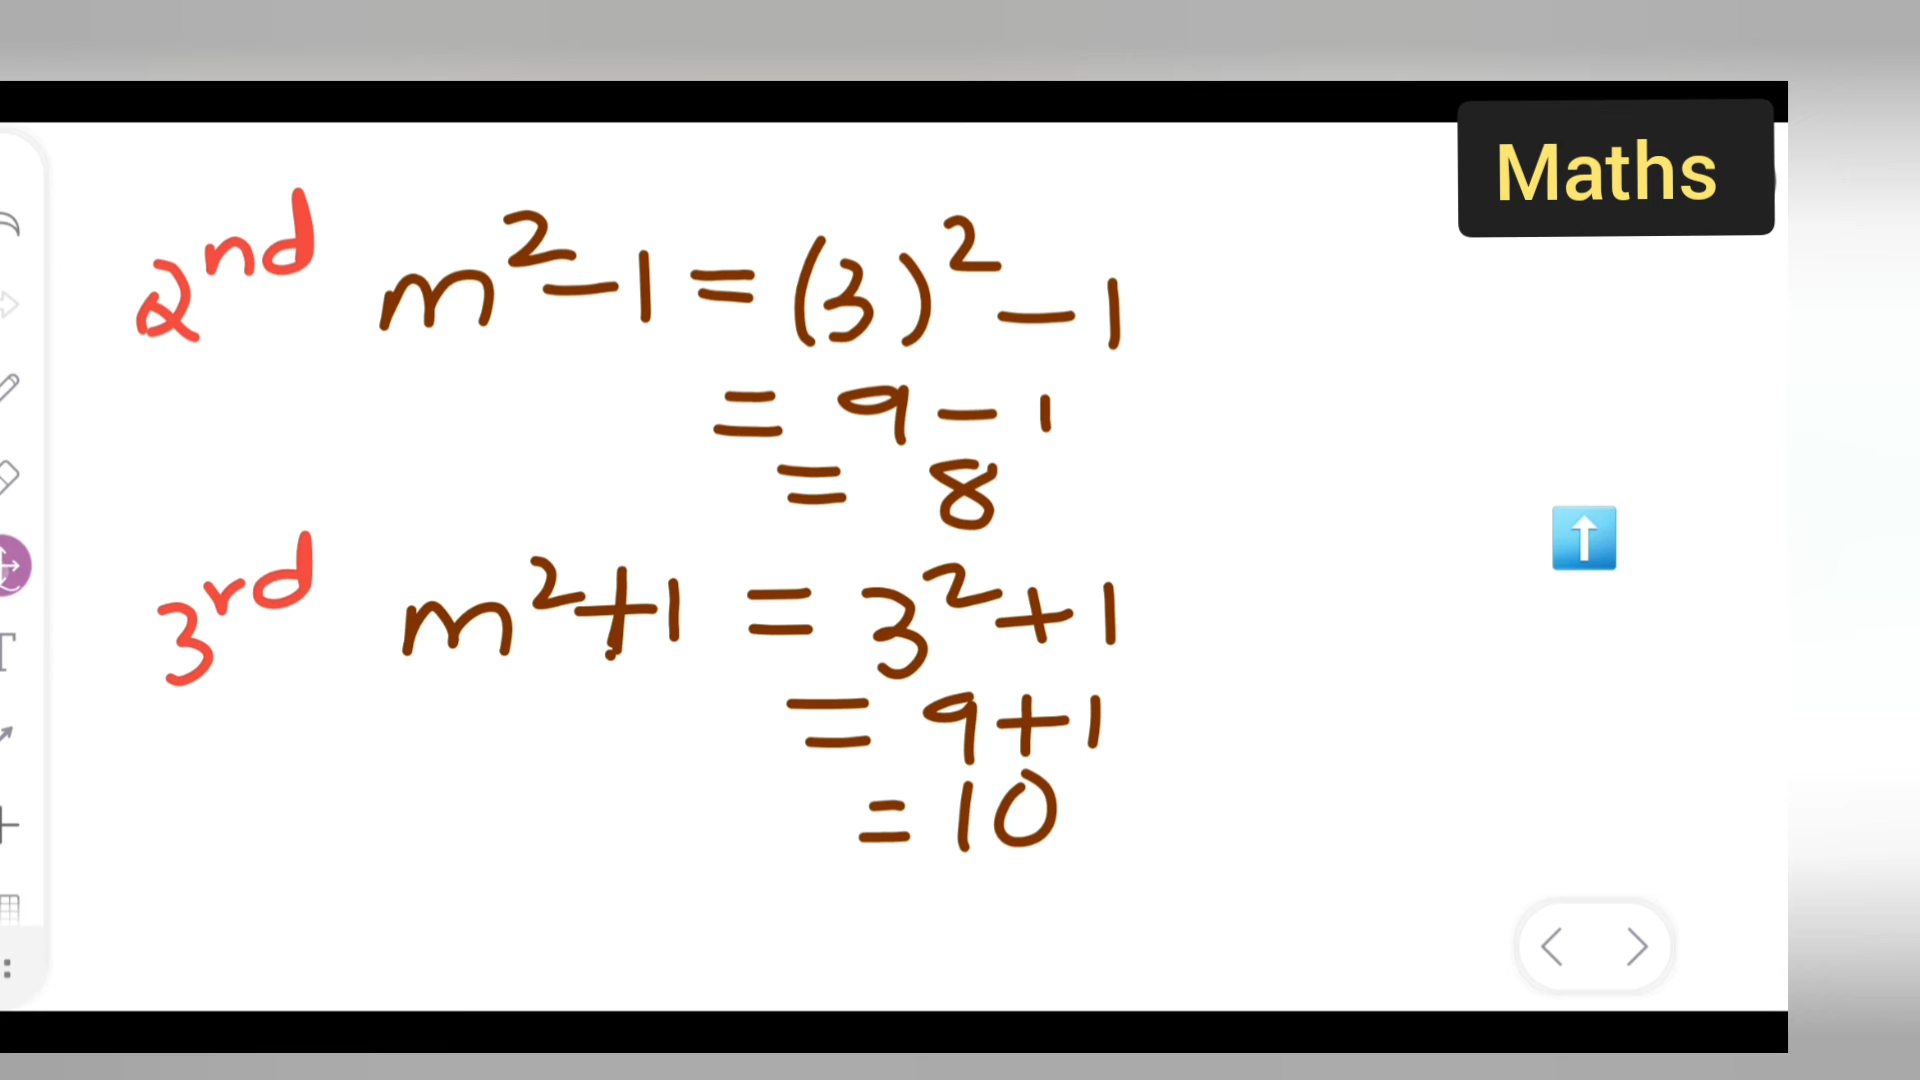 Maths
2nd m²-1 = (3)² - 1
= 9 - 1
= 8
3rd m²+1 = 3²+1
= 9+1
= 10